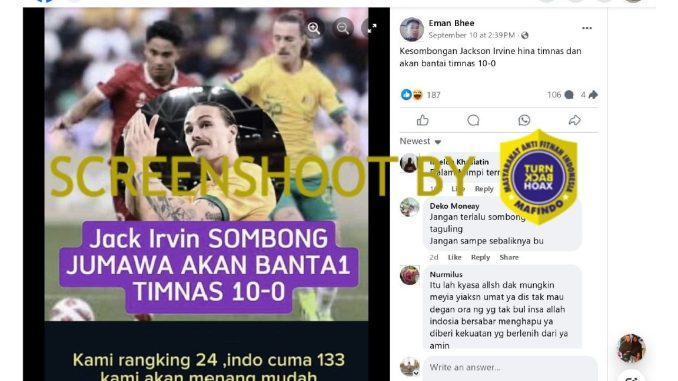 Eman Bhee
September 10 at 2:39 PM
Kesombongan Jackson Irvine hina timnas dan
akan bantai timnas 10-0
187
106
4
Newest
SCREENSHOOT BY
MASYARAKAT ANTI FITNAH INDONESIA
TURN
BACK
HOAX
MAFINDO
Like Reply
Deko Moneay
Jangan terlalu sombong
taguling
Jangan sampe sebaliknya bu
2d Like Reply Share
Nurmilus
Itu lah kyasa allsh dak mungkin
meyia yiaksn umat ya dis tak mau
degan ora ng yg tak bul insa allah
indosia bersabar menghapu ya
diberi kekuatan yg berlenih dari ya
amin
Write an answer...
Jack Irvin SOMBONG
JUMAWA AKAN BANTA1
TIMNAS 10-0
Kami rangking 24 ,indo cuma 133
kami akan menang mudah